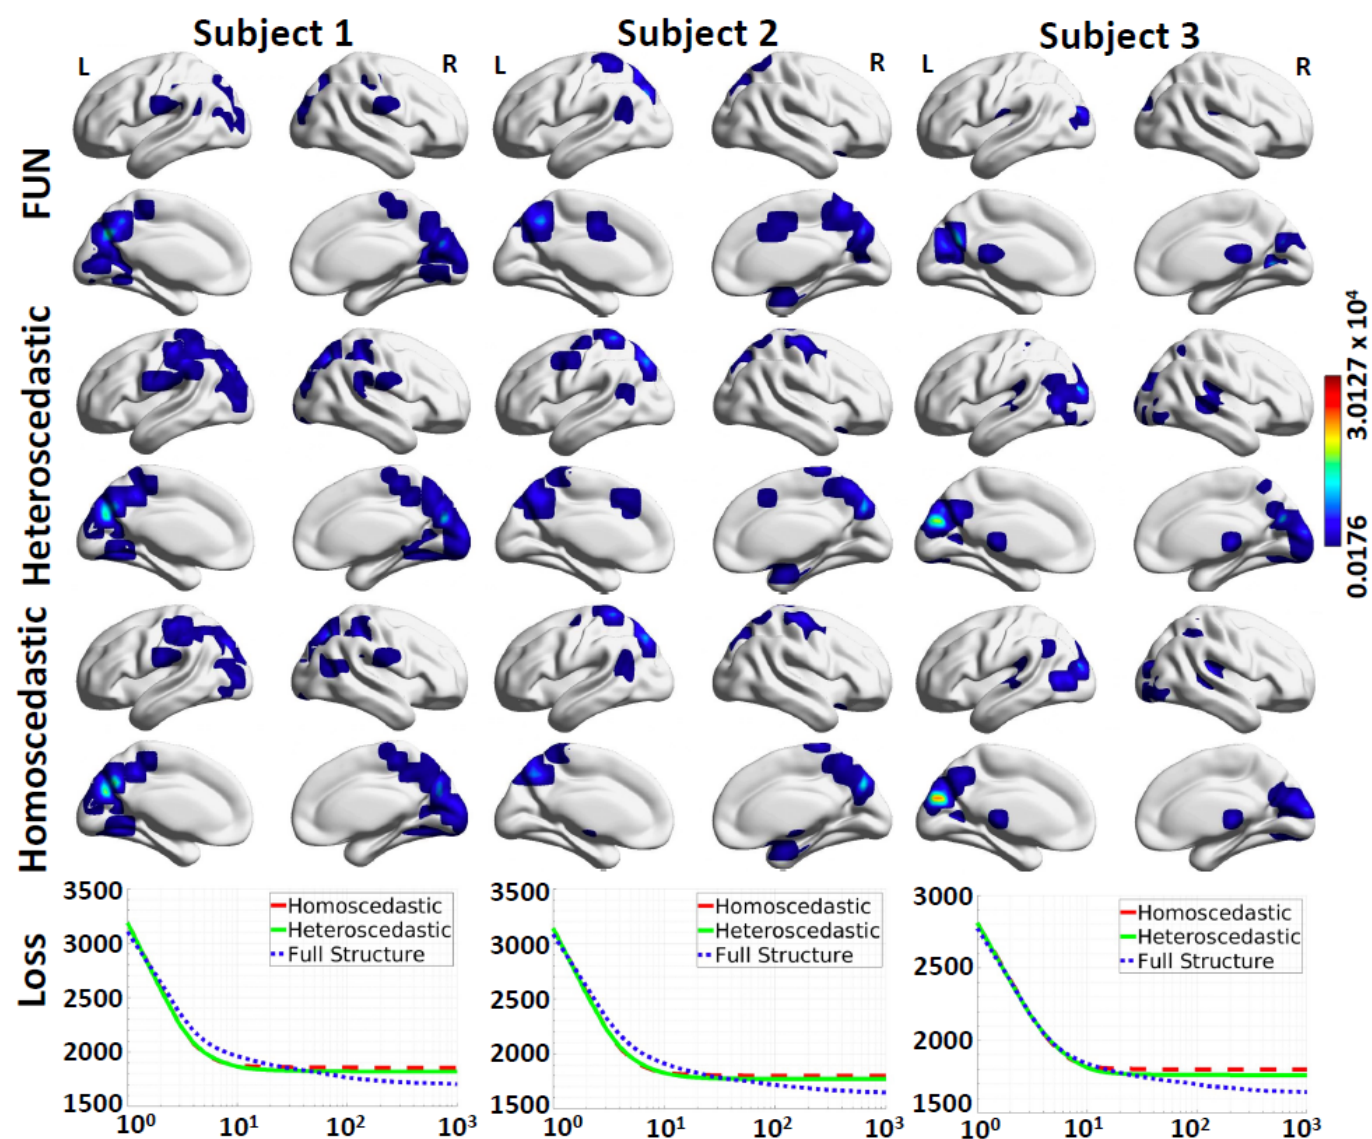 Subject 1 Subject 2 Subject 3
L R L R L R
FUN
Heteroscedastic
3.0127 x 10⁴
0.0176
Homoscedastic
Loss
3500
3000
2500
2000
1500
10⁰ 10¹ 10² 10³
Homoscedastic
Heteroscedastic
Full Structure
3500
3000
2500
2000
1500
10⁰ 10¹ 10² 10³
Homoscedastic
Heteroscedastic
Full Structure
3000
2500
2000
1500
10⁰ 10¹ 10² 10³
Homoscedastic
Heteroscedastic
Full Structure